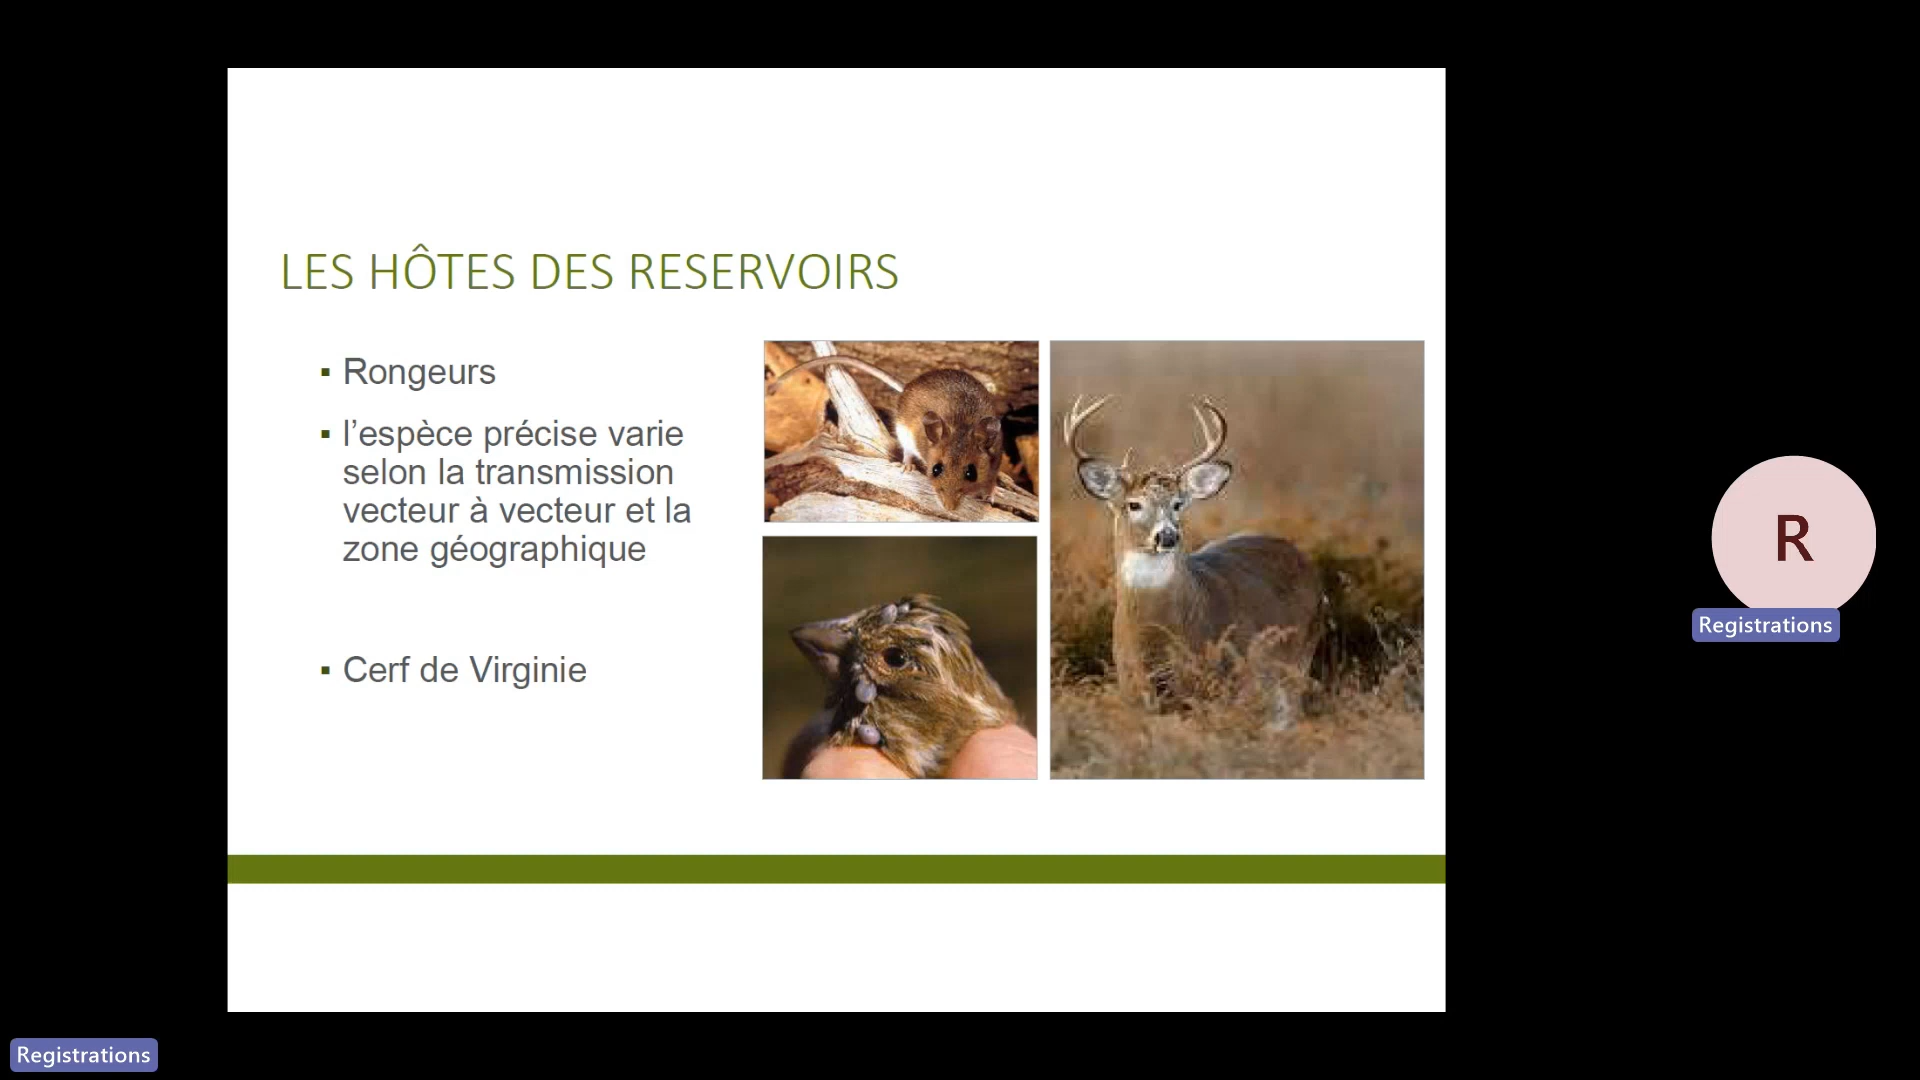 LES HÔTES DES RESERVOIRS
▪ Rongeurs
▪ l’espèce précise varie
selon la transmission
vecteur à vecteur et la
zone géographique
▪ Cerf de Virginie
R
Registrations
Registrations